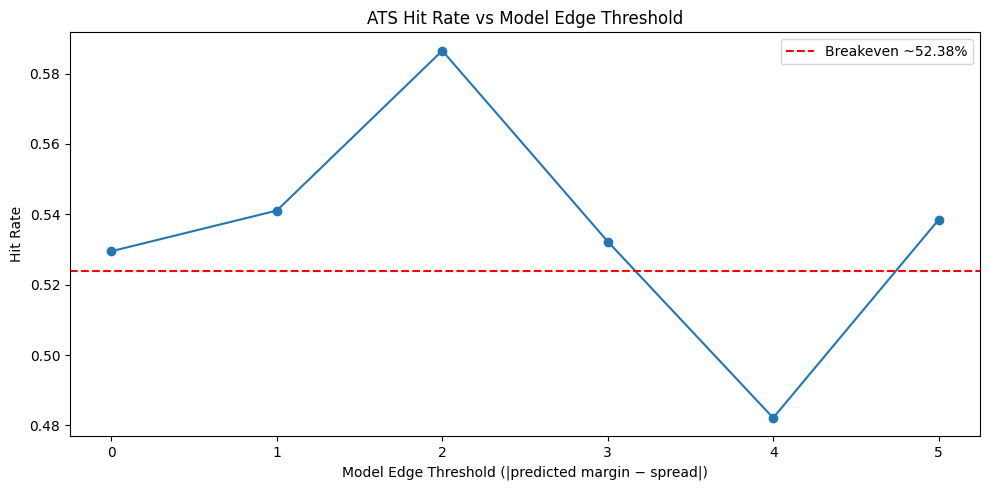 ATS Hit Rate vs Model Edge Threshold
Breakeven ~52.38%
Hit Rate
0.58
0.56
0.54
0.52
0.50
0.48
0 1 2 3 4 5
Model Edge Threshold (|predicted margin − spread|)